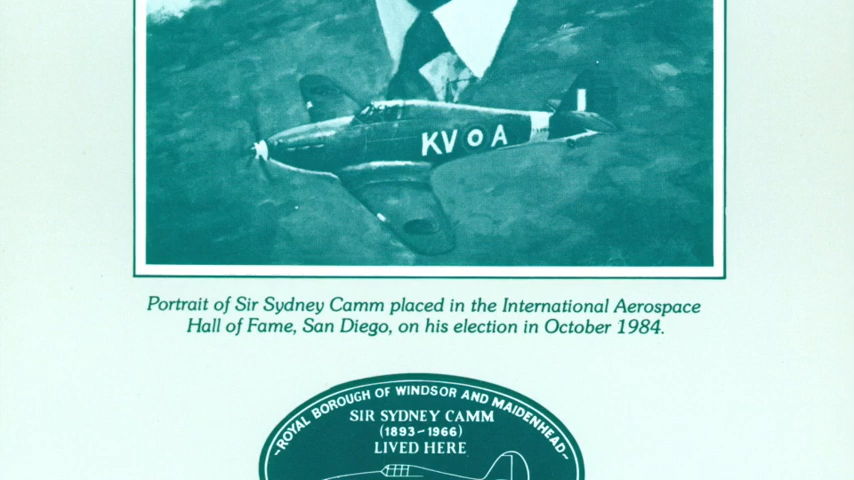 KV A
Portrait of Sir Sydney Camm placed in the International Aerospace
Hall of Fame, San Diego, on his election in October 1984.
-ROYAL BOROUGH OF WINDSOR AND MAIDENHEAD-
SIR SYDNEY CAMM
(1893-1966)
LIVED HERE